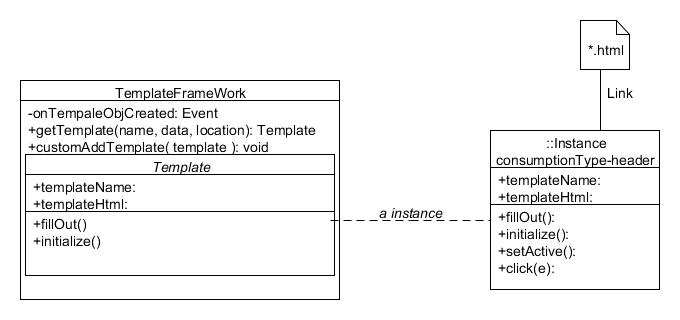 *.html
Link
TemplateFrameWork
-onTempaleObjCreated: Event
+getTemplate(name, data, location): Template
+customAddTemplate( template ): void
Template
+templateName:
+templateHtml:
+fillOut()
+initialize()
a instance
::Instance
consumptionType-header
+templateName:
+templateHtml:
+fillOut():
+initialize():
+setActive():
+click(e):